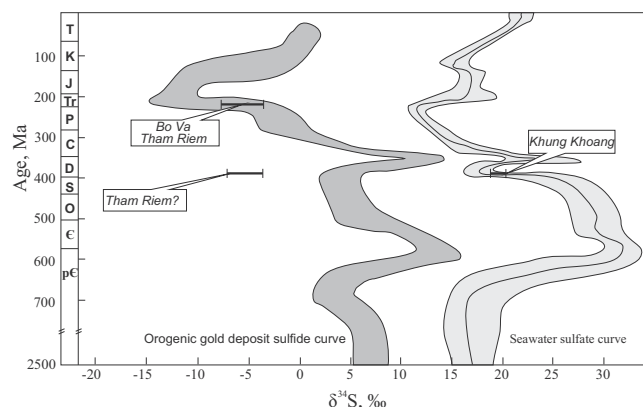 Age, Ma
100
200
300
400
500
600
700
2500
T
K
J
Tr
P
C
D
S
O
Є
pЄ
Bo Va
Tham Riem
Khung Khoang
Tham Riem?
Orogenic gold deposit sulfide curve
Seawater sulfate curve
-20 -15 -10 -5 0 5 10 15 20 25 30
δ³⁴S, ‰